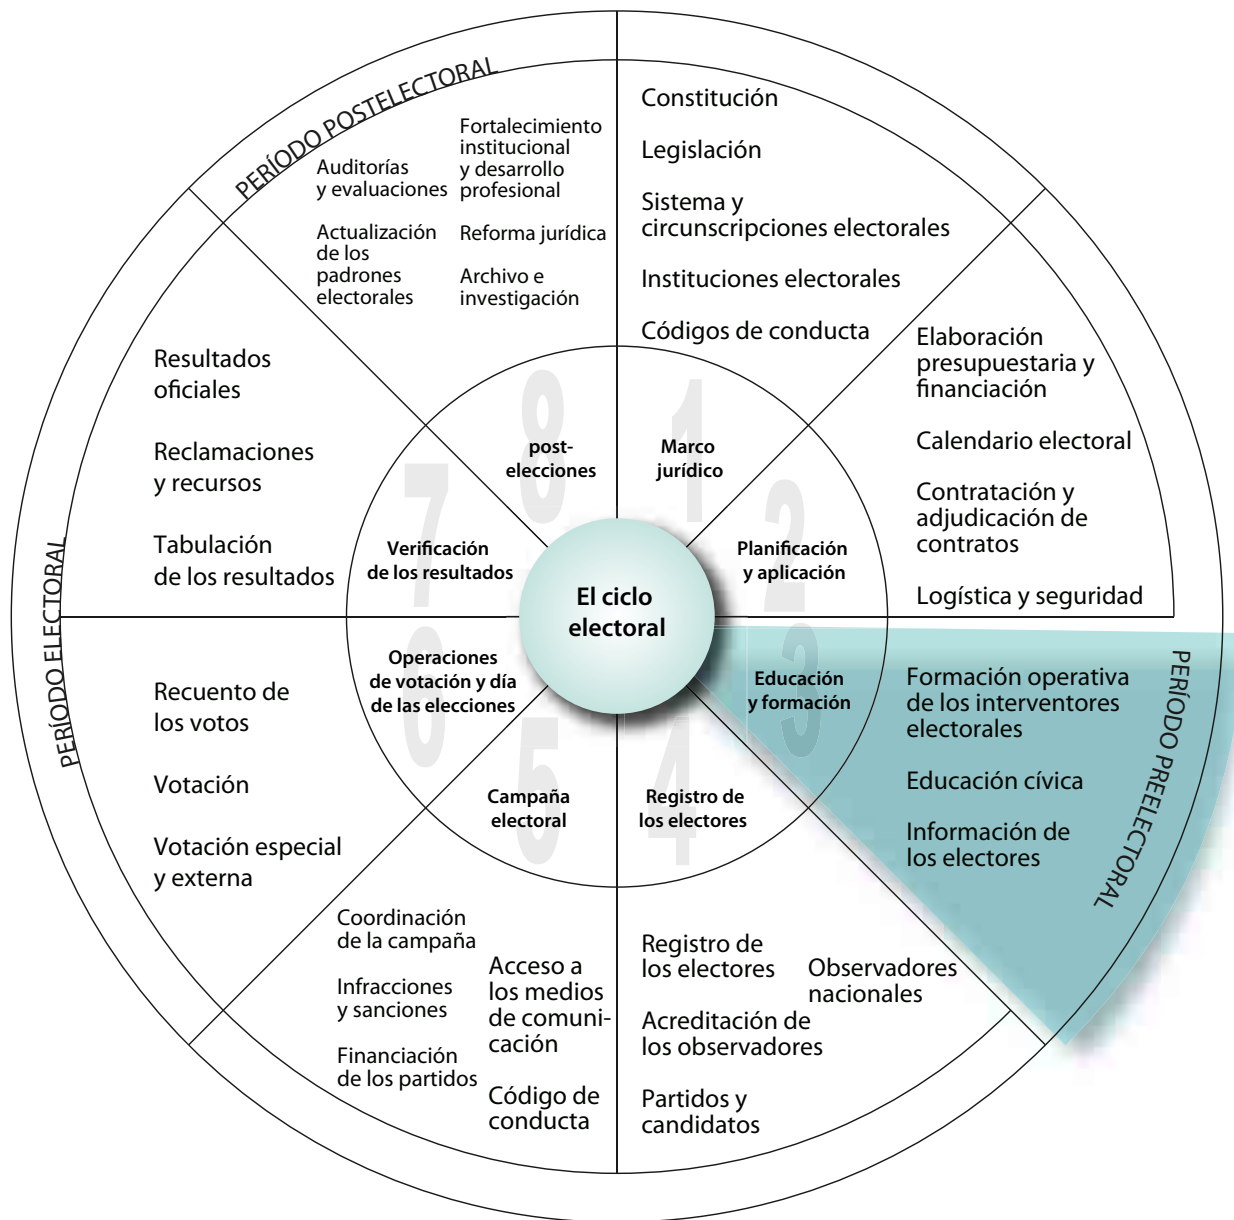 El ciclo
electoral
PERÍODO PREELECTORAL
1
Marco
jurídico
Constitución
Legislación
Sistema y
circunscripciones electorales
Instituciones electorales
Códigos de conducta
2
Planificación
y aplicación
Elaboración
presupuestaria y
financiación
Calendario electoral
Contratación y
adjudicación de
contratos
Logística y seguridad
3
Educación
y formación
Formación operativa
de los interventores
electorales
Educación cívica
Información de
los electores
4
Registro de
los electores
Registro de
los electores
Observadores
nacionales
Acreditación de
los observadores
Partidos y
candidatos
5
Campaña
electoral
Coordinación
de la campaña
Infracciones
y sanciones
Financiación
de los partidos
Acceso a
los medios
de comuni-
cación
Código de
conducta
PERÍODO ELECTORAL
6
Operaciones
de votación y día
de las elecciones
Recuento de
los votos
Votación
Votación especial
y externa
7
Verificación
de los resultados
Resultados
oficiales
Reclamaciones
y recursos
Tabulación
de los resultados
PERÍODO POSTELECTORAL
8
post-
elecciones
Auditorías
y evaluaciones
Actualización
de los
padrones
electorales
Fortalecimiento
institucional
y desarrollo
profesional
Reforma jurídica
Archivo e
investigación